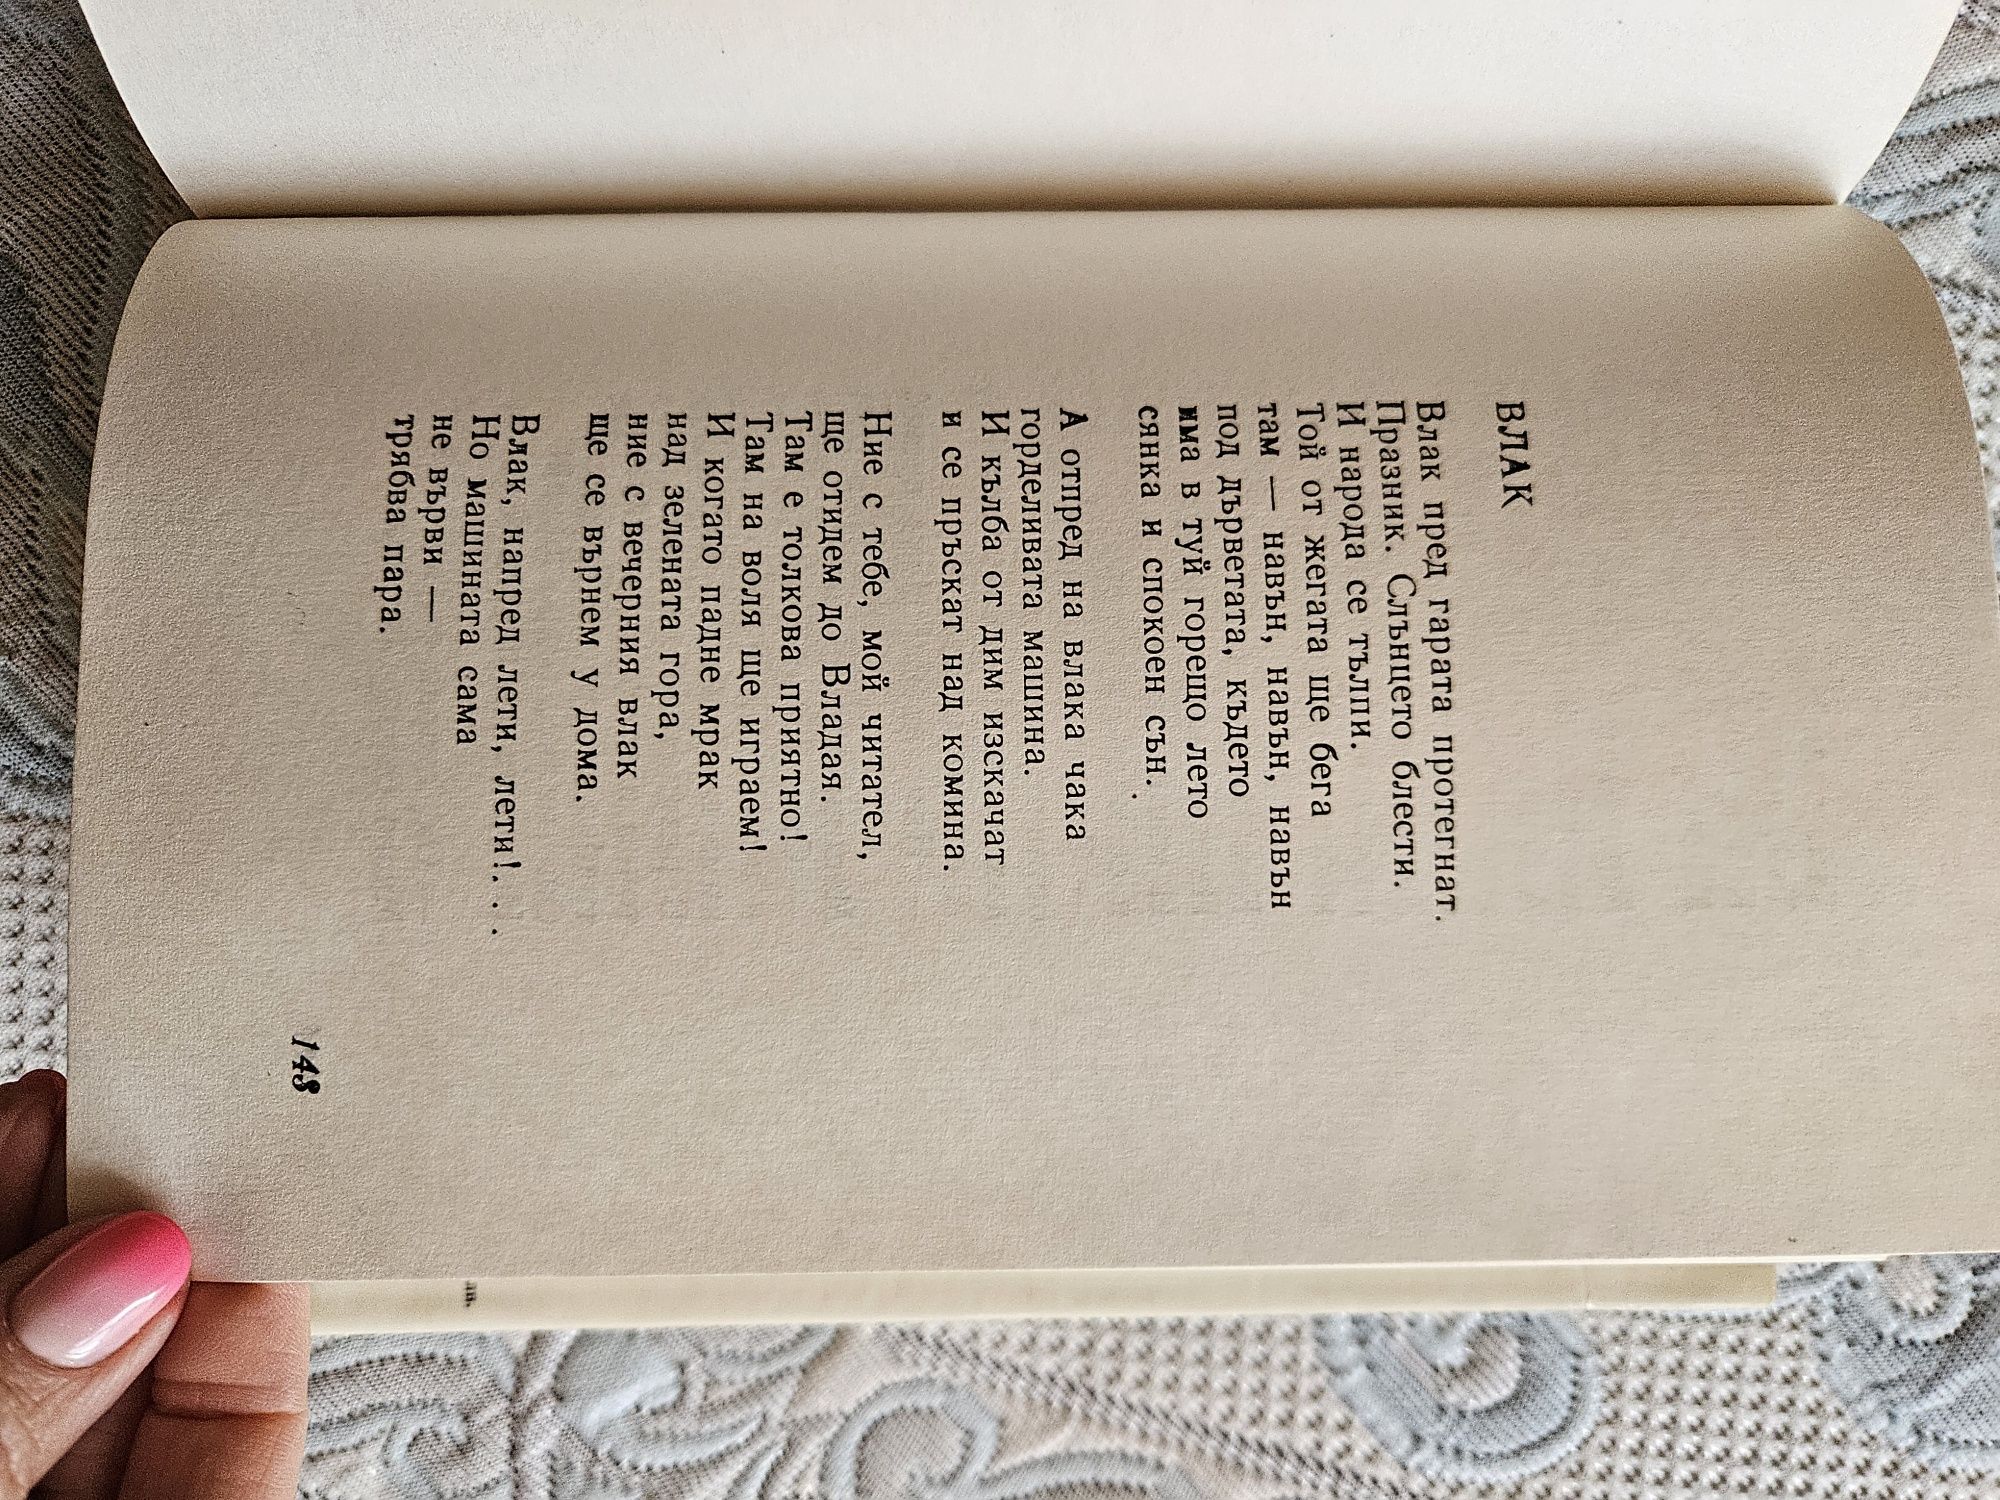 ВЛАК
Влак пред гарата протегнат.
Празник. Слънцето блести.
И народа се тълпи.
Той от жегата ще бега
там — навън, навън, навън
под дърветата, където
има в туй горещо лето
сянка и спокоен сън.
А отпред на влака чака
горделивата машина.
И кълба от дим изскачат
и се пръскат над комина.
Ние с тебе, мой читател,
ще отидем до Владая.
Там е толкова приятно!
Там на воля ще играем!
И когато падне мрак
над зелената гора,
ние с вечерния влак
ще се върнем у дома.
Влак, напред лети, лети!. . .
Но машината сама
не върви —
трябва пара.
148